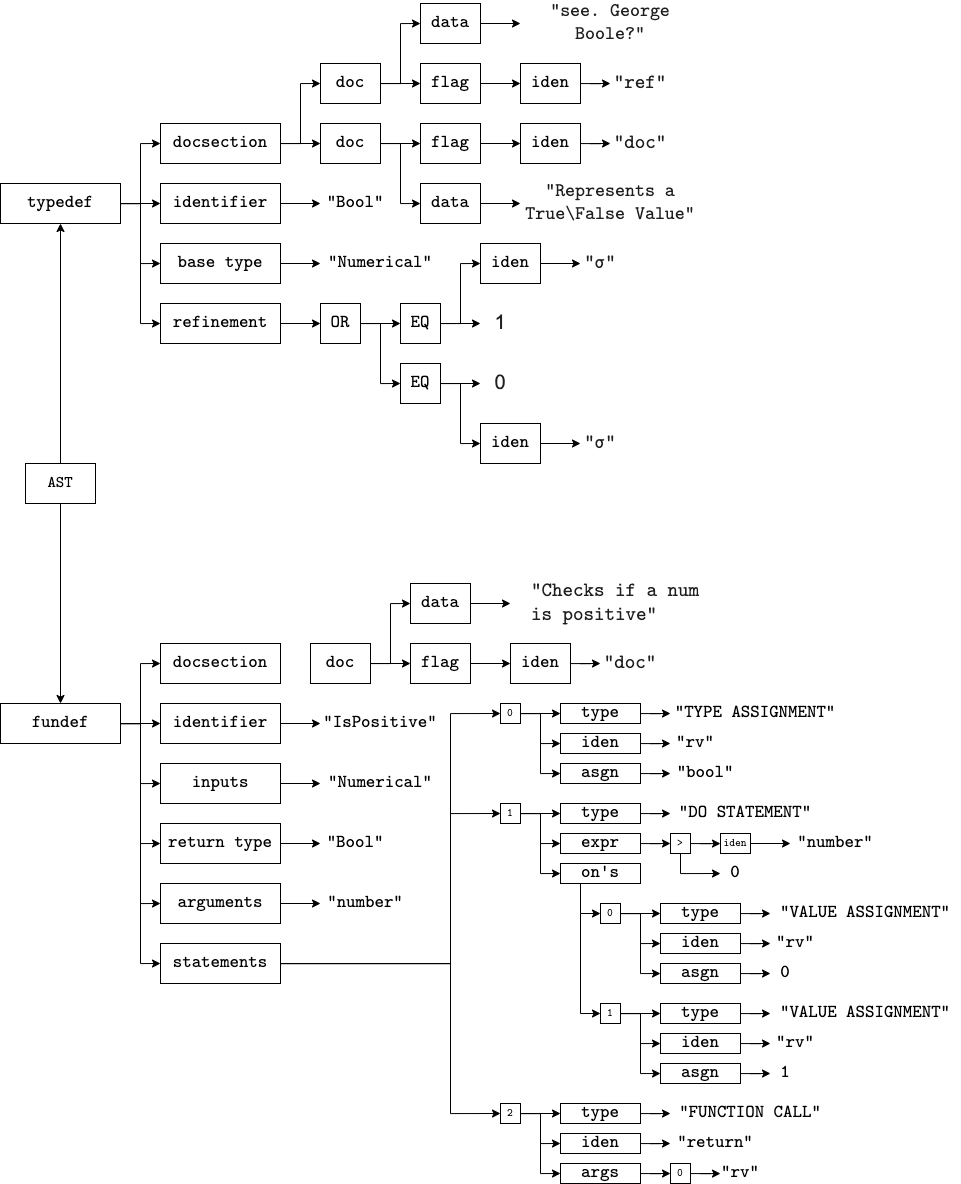 data
"see. George
Boole?"
doc
flag
iden
"ref"
docsection
doc
flag
iden
"doc"
typedef
identifier
"Bool"
data
"Represents a
True\False Value"
base type
"Numerical"
iden
"σ"
refinement
OR
EQ
1
EQ
0
iden
"σ"
AST
data
"Checks if a num
is positive"
docsection
doc
flag
iden
"doc"
fundef
identifier
"IsPositive"
0
type
"TYPE ASSIGNMENT"
iden
"rv"
inputs
"Numerical"
asgn
"bool"
1
type
"DO STATEMENT"
return type
"Bool"
expr
>
iden
"number"
on's
0
arguments
"number"
0
type
"VALUE ASSIGNMENT"
iden
"rv"
statements
asgn
0
1
type
"VALUE ASSIGNMENT"
iden
"rv"
asgn
1
2
type
"FUNCTION CALL"
iden
"return"
args
0
"rv"